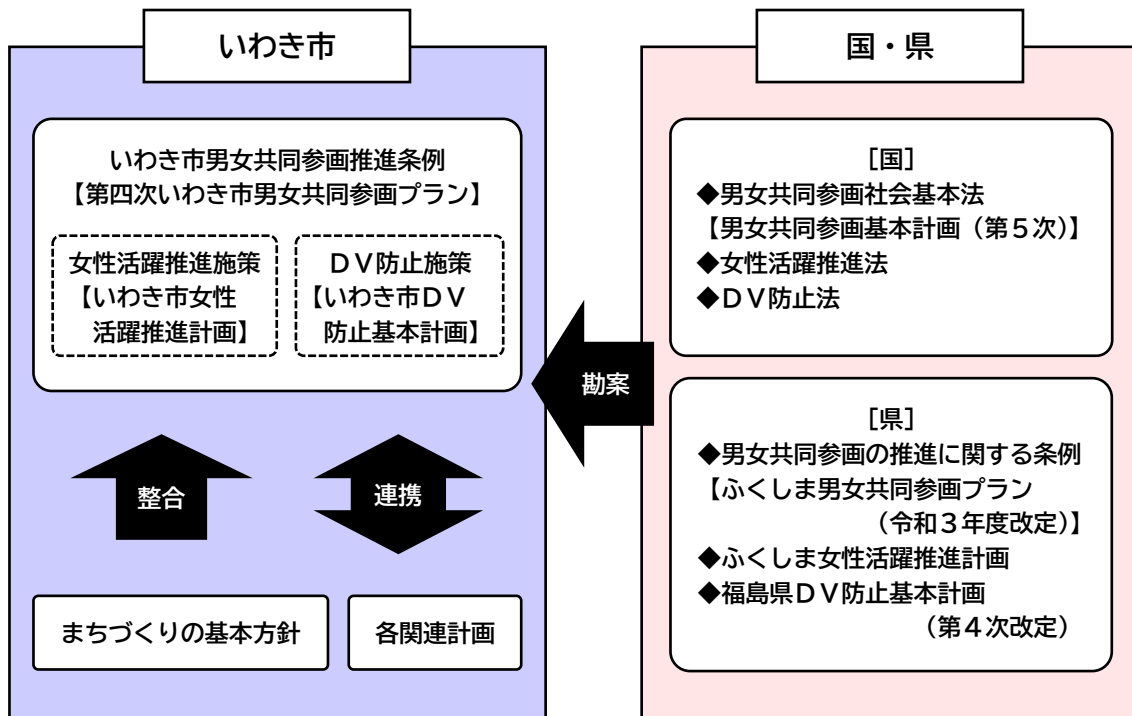 いわき市
いわき市男女共同参画推進条例
【第四次いわき市男女共同参画プラン】
女性活躍推進施策
【いわき市女性
活躍推進計画】
ＤＶ防止施策
【いわき市ＤＶ
防止基本計画】
整合
連携
まちづくりの基本方針
各関連計画
勘案
国・県
［国］
◆男女共同参画社会基本法
【男女共同参画基本計画（第５次）】
◆女性活躍推進法
◆ＤＶ防止法
［県］
◆男女共同参画の推進に関する条例
【ふくしま男女共同参画プラン
（令和３年度改定）】
◆ふくしま女性活躍推進計画
◆福島県ＤＶ防止基本計画
（第４次改定）